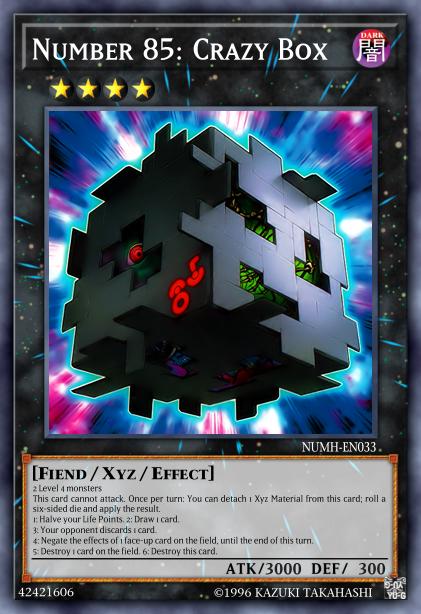 Number 85: Crazy Box
DARK
闇
85
NUMH-EN033
[Fiend / Xyz / Effect]
2 Level 4 monsters
This card cannot attack. Once per turn: You can detach 1 Xyz Material from this card; roll a
six-sided die and apply the result.
1: Halve your Life Points. 2: Draw 1 card.
3: Your opponent discards 1 card.
4: Negate the effects of 1 face-up card on the field, until the end of this turn.
5: Destroy 1 card on the field. 6: Destroy this card.
ATK/3000 DEF/ 300
42421606
©1996 KAZUKI TAKAHASHI